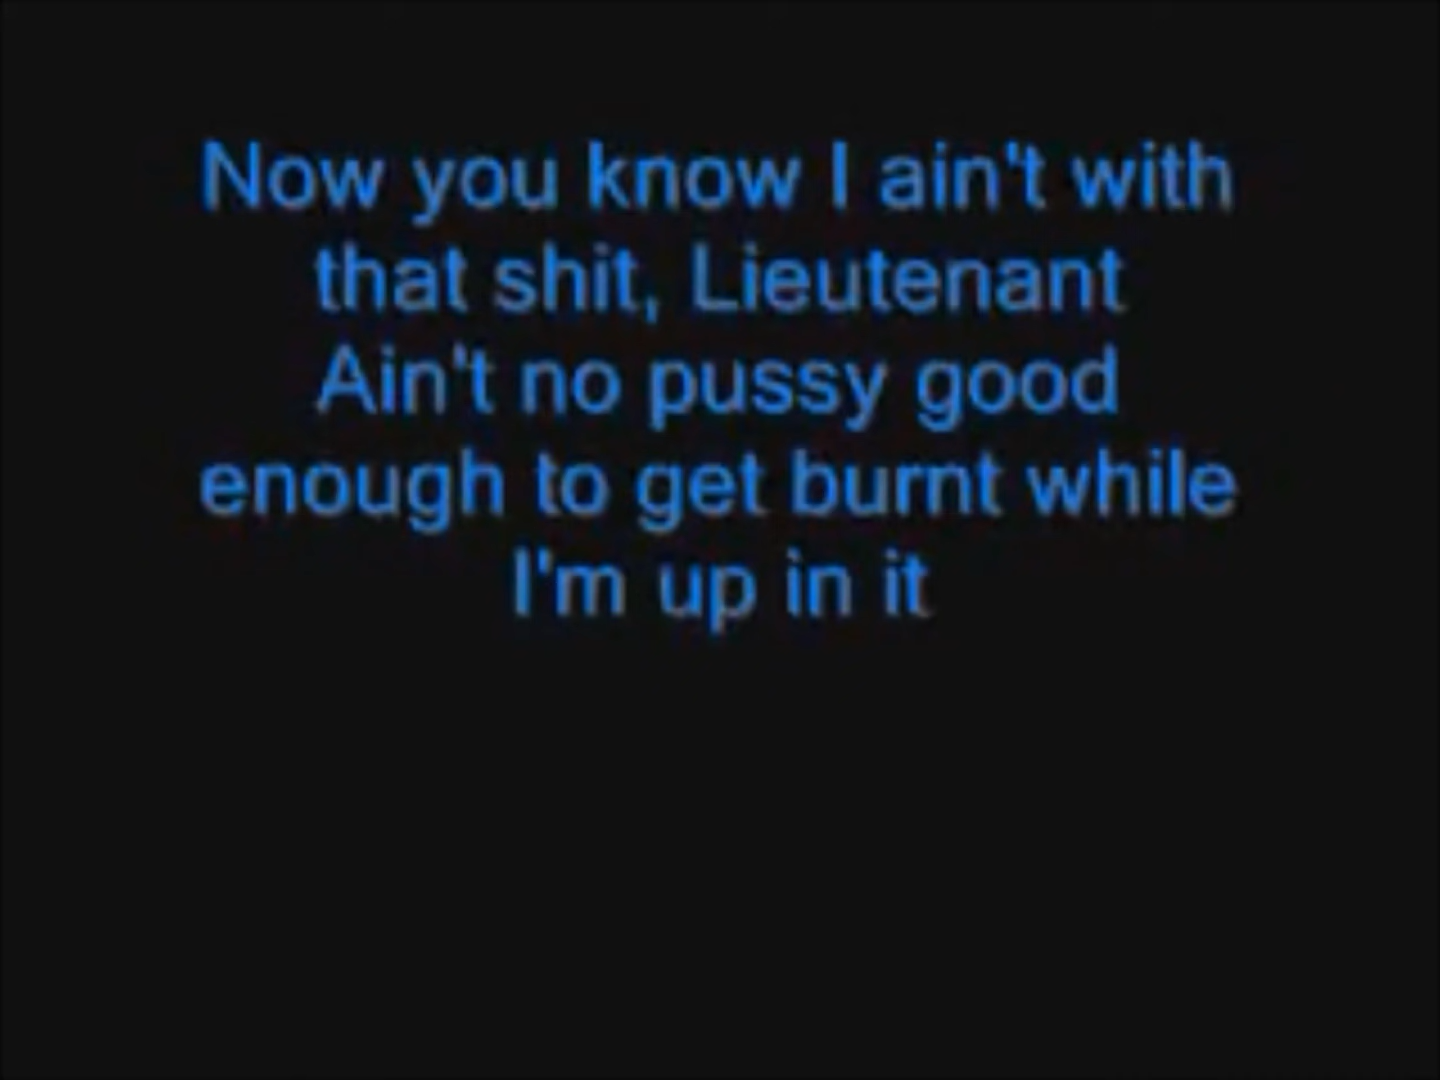 Now you know I ain't with
that shit, Lieutenant
Ain't no pussy good
enough to get burnt while
I'm up in it